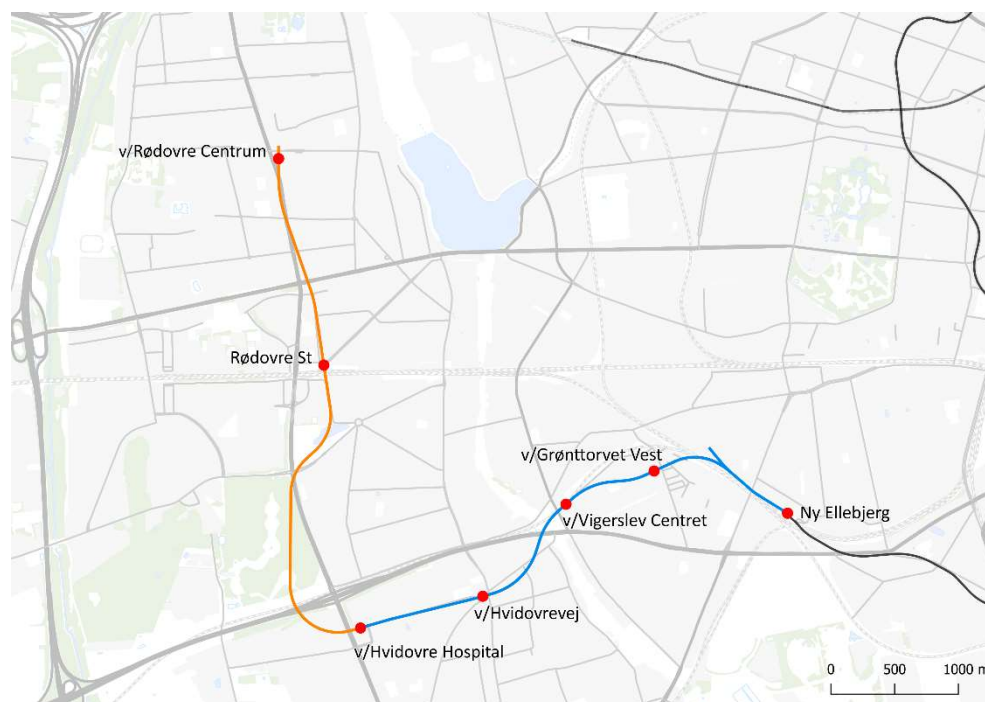 v/Rødovre Centrum
Rødovre St
v/Grønttorvet Vest
v/Vigerslev Centret
Ny Ellebjerg
v/Hvidovrevej
v/Hvidovre Hospital
0 500 1000 m